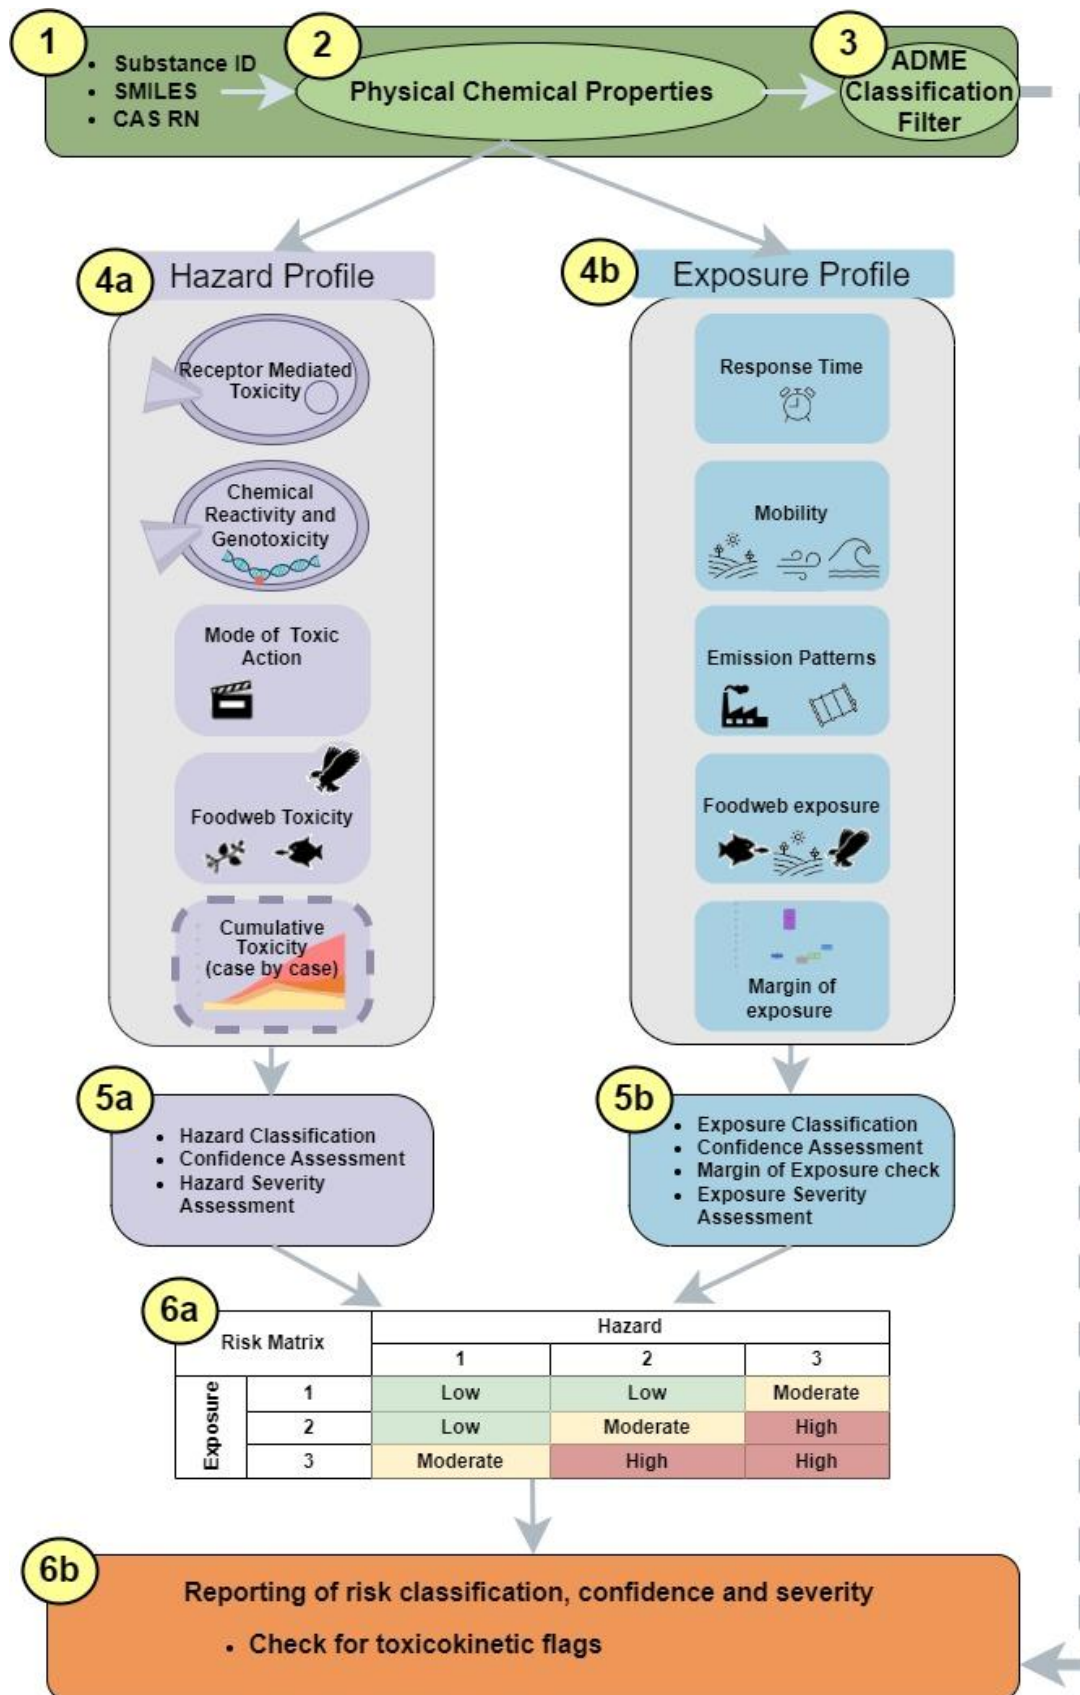 1
• Substance ID
• SMILES
• CAS RN
2
Physical Chemical Properties
3
ADME
Classification
Filter
4a
Hazard Profile
Receptor Mediated
Toxicity
Chemical
Reactivity and
Genotoxicity
Mode of Toxic
Action
Foodweb Toxicity
Cumulative
Toxicity
(case by case)
4b
Exposure Profile
Response Time
Mobility
Emission Patterns
Foodweb exposure
Margin of
exposure
5a
• Hazard Classification
• Confidence Assessment
• Hazard Severity
Assessment
5b
• Exposure Classification
• Confidence Assessment
• Margin of Exposure check
• Exposure Severity
Assessment
6a
Risk Matrix
Hazard
1 2 3
Exposure
1 Low Low Moderate
2 Low Moderate High
3 Moderate High High
6b
Reporting of risk classification, confidence and severity
• Check for toxicokinetic flags